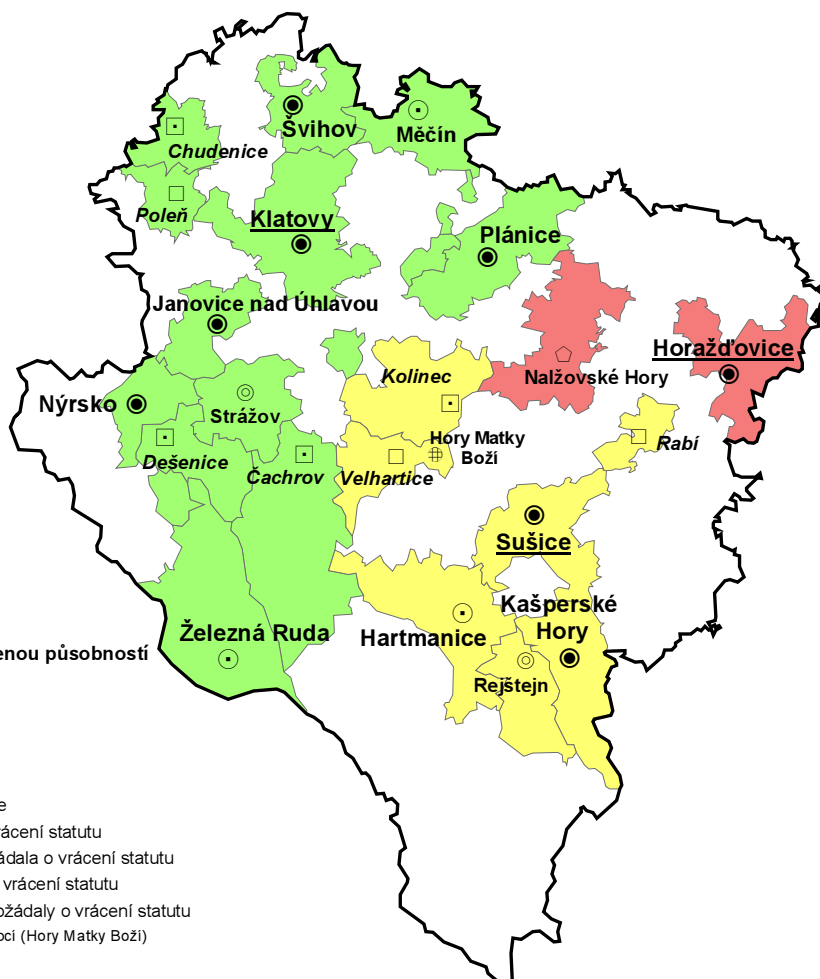 Švihov
Měčín
Chudenice
Poleň
Klatovy
Plánice
Janovice nad Úhlavou
Horažďovice
Kolinec
Nalžovské Hory
Nýrsko
Strážov
Hory Matky
Boží
Rabí
Dešenice
Čachrov
Velhartice
Sušice
Kašperské
Hory
Železná Ruda
Hartmanice
enou působností
Rejštejn
e
rácení statutu
ádala o vrácení statutu
vrácení statutu
ožádaly o vrácení statutu
ocí (Hory Matky Boží)